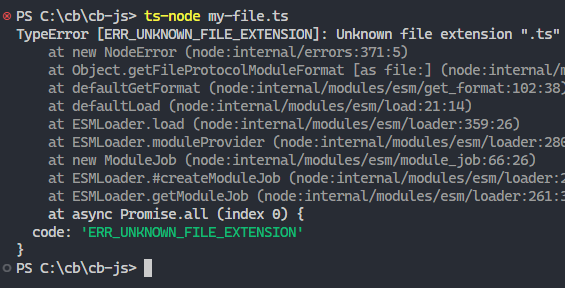 PS C:\cb\cb-js> ts-node my-file.ts
TypeError [ERR_UNKNOWN_FILE_EXTENSION]: Unknown file extension ".ts"
at new NodeError (node:internal/errors:371:5)
at Object.getFileProtocolModuleFormat [as file:] (node:internal/m
at defaultGetFormat (node:internal/modules/esm/get_format:102:38)
at defaultLoad (node:internal/modules/esm/load:21:14)
at ESMLoader.load (node:internal/modules/esm/loader:359:26)
at ESMLoader.moduleProvider (node:internal/modules/esm/loader:280
at new ModuleJob (node:internal/modules/esm/module_job:66:26)
at ESMLoader.#createModuleJob (node:internal/modules/esm/loader:2
at ESMLoader.getModuleJob (node:internal/modules/esm/loader:261:3
at async Promise.all (index 0) {
code: 'ERR_UNKNOWN_FILE_EXTENSION'
}
PS C:\cb\cb-js>